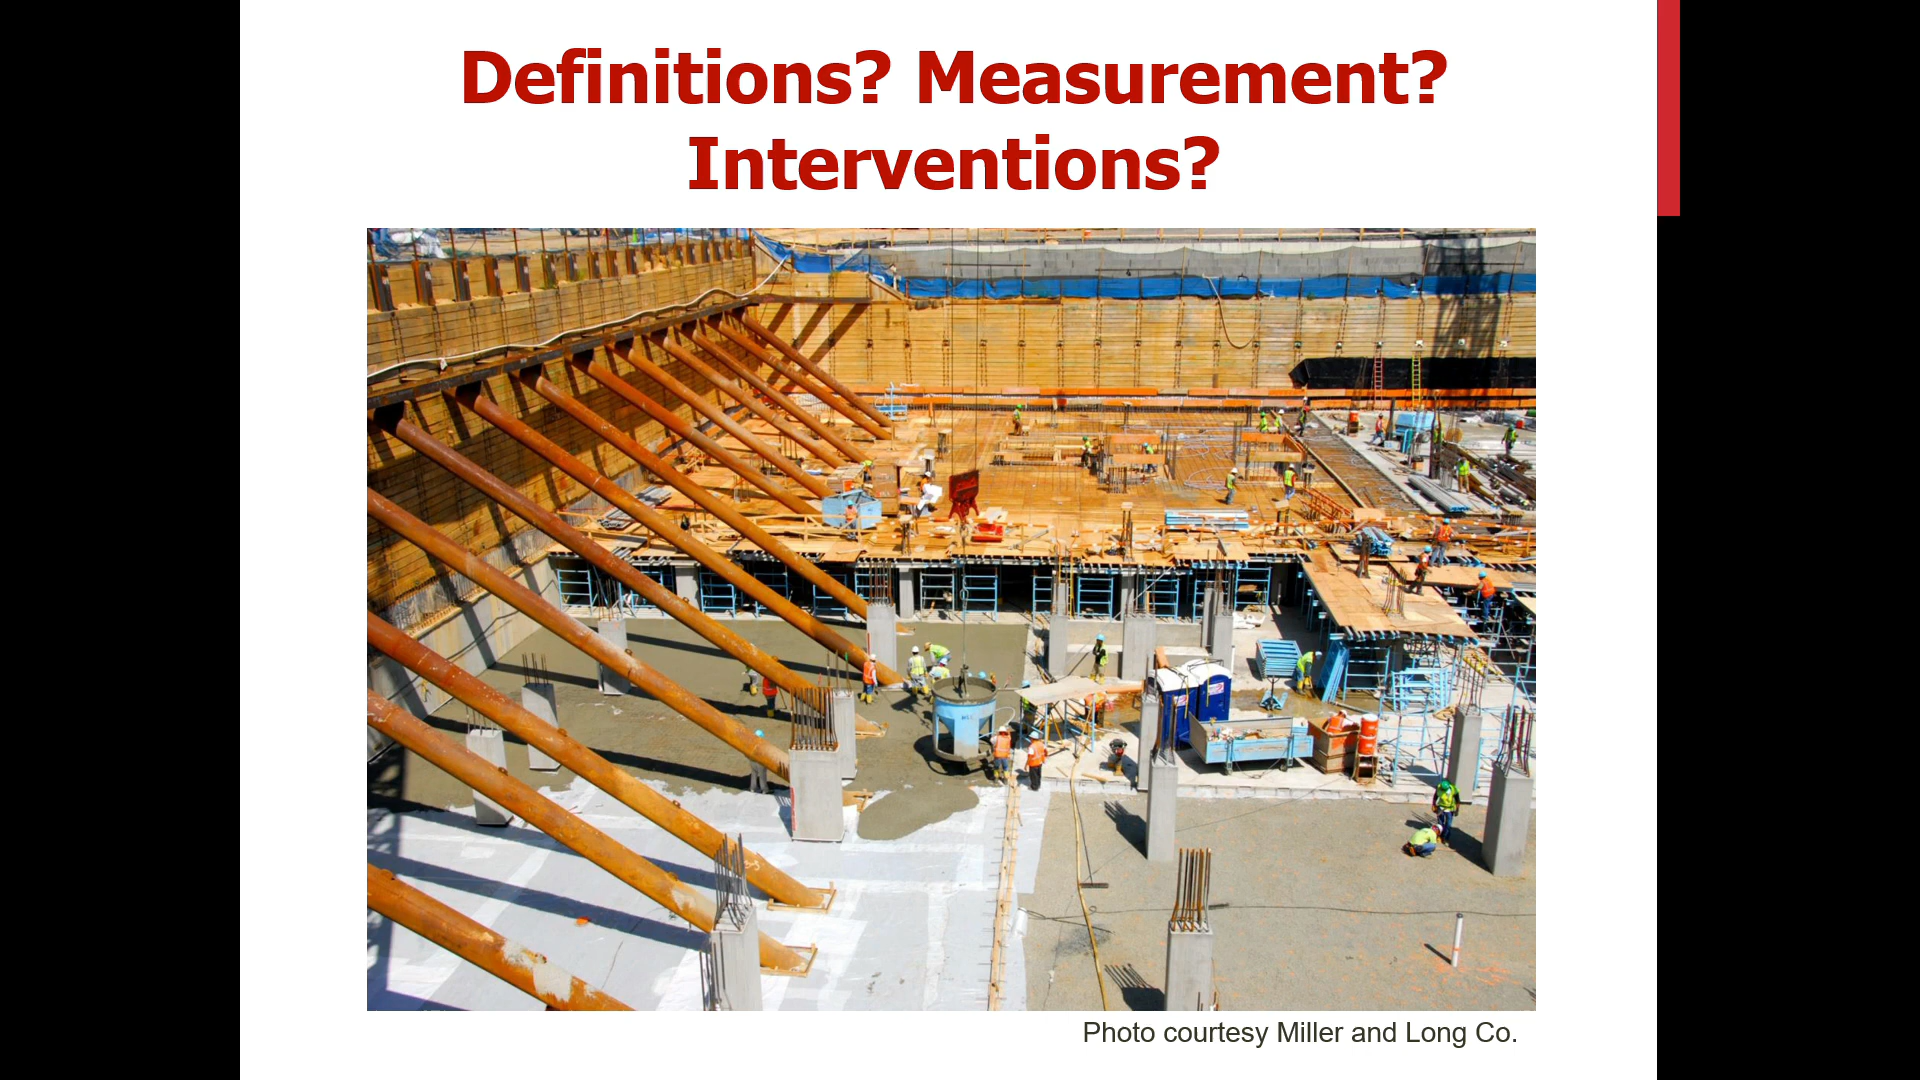 Definitions? Measurement?
Interventions?
Photo courtesy Miller and Long Co.